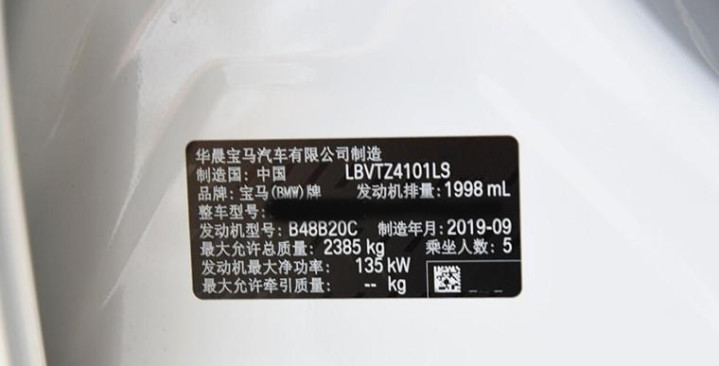 华晨宝马汽车有限公司制造
制造国：中国 LBVTZ4101LS
品牌：宝马(BMW)牌 发动机排量：1998 mL
整车型号：
发动机型号：B48B20C 制造年月：2019-09
最大允许总质量：2385 kg 乘坐人数：5
发动机最大净功率：135 kW
最大允许牵引质量：-- kg